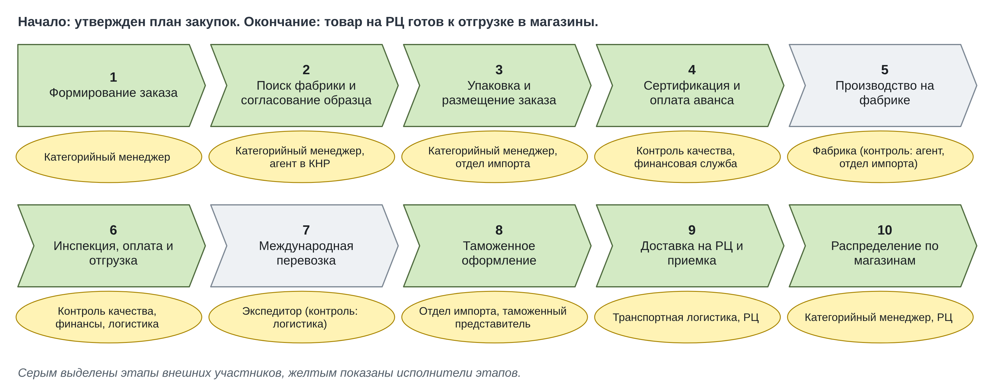 Начало: утвержден план закупок. Окончание: товар на РЦ готов к отгрузке в магазины.
1
Формирование заказа
2
Поиск фабрики и
согласование образца
3
Упаковка и
размещение заказа
4
Сертификация и
оплата аванса
5
Производство на
фабрике
Категорийный менеджер
Категорийный менеджер,
агент в КНР
Категорийный менеджер,
отдел импорта
Контроль качества,
финансовая служба
Фабрика (контроль: агент,
отдел импорта)
6
Инспекция, оплата и
отгрузка
7
Международная
перевозка
8
Таможенное
оформление
9
Доставка на РЦ и
приемка
10
Распределение по
магазинам
Контроль качества,
финансы, логистика
Экспедитор (контроль:
логистика)
Отдел импорта, таможенный
представитель
Транспортная логистика, РЦ
Категорийный менеджер, РЦ
Серым выделены этапы внешних участников, желтым показаны исполнители этапов.